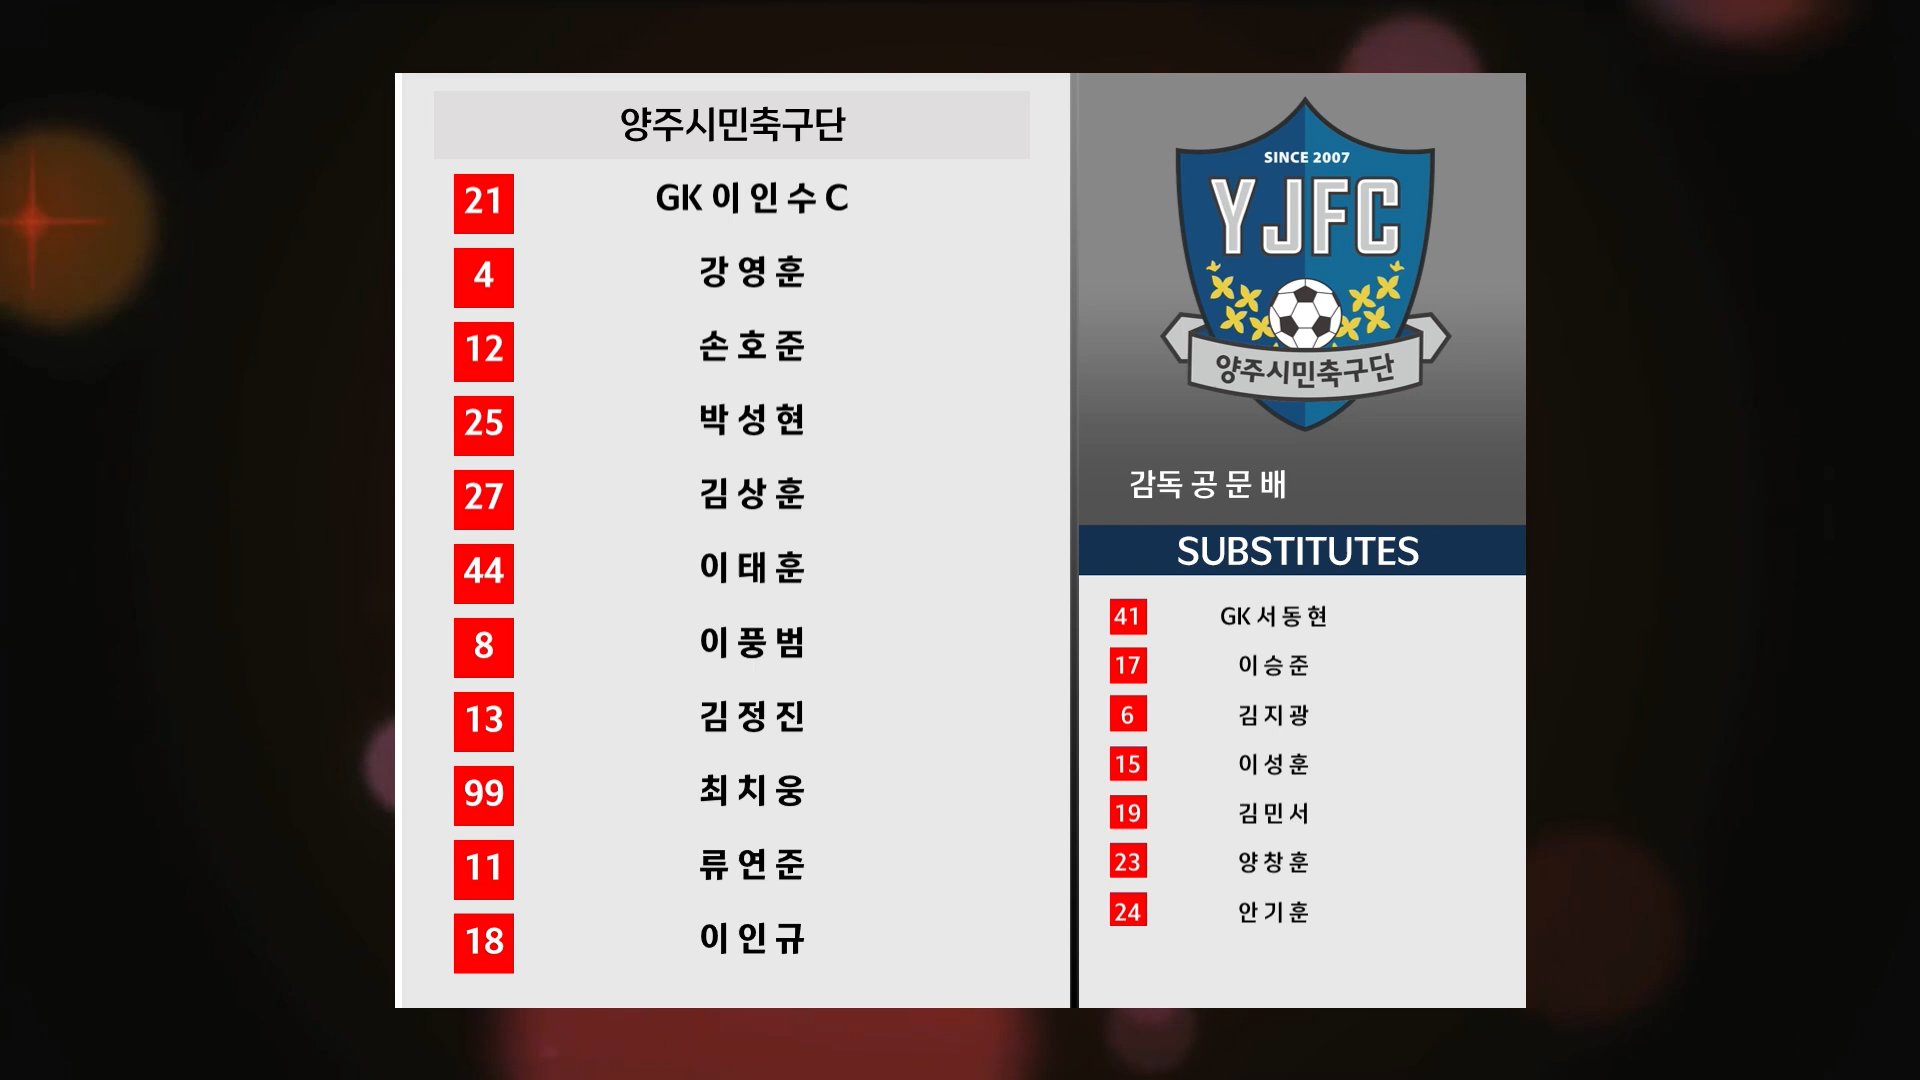 양주시민축구단
21 GK 이 인 수 C
4 강 영 훈
12 손 호 준
25 박 성 현
27 김 상 훈
44 이 태 훈
8 이 풍 범
13 김 정 진
99 최 치 웅
11 류 연 준
18 이 인 규
SINCE 2007
YJFC
양주시민축구단
감독 공 문 배
SUBSTITUTES
41 GK 서 동 현
17 이 승 준
6 김 지 광
15 이 성 훈
19 김 민 서
23 양 창 훈
24 안 기 훈